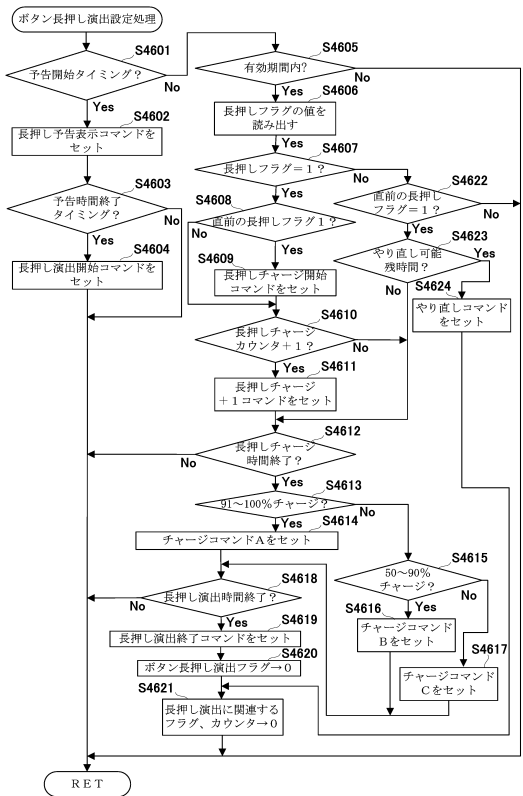 ボタン長押し演出設定処理
S4601
予告開始タイミング？
No
Yes
S4602
長押し予告表示コマンドを
セット
S4603
予告時間終了
タイミング？
No
Yes
S4604
長押し演出開始コマンドを
セット
S4605
有効期間内？
No
Yes
S4606
長押しフラグの値を
読み出す
Yes
S4607
長押しフラグ＝１？
No
Yes
S4608
直前の長押しフラグ１？
Yes
S4609
長押しチャージ開始
コマンドをセット
S4622
直前の長押し
フラグ＝１？
No
Yes
S4623
やり直し可能
残時間？
Yes
No
S4624
やり直しコマンド
をセット
S4610
長押しチャージ
カウンタ＋１？
No
Yes
S4611
長押しチャージ
＋１コマンドをセット
S4612
長押しチャージ
時間終了？
No
Yes
S4613
91～100%チャージ？
No
Yes
S4614
チャージコマンドＡをセット
S4615
50～90%
チャージ？
No
Yes
S4616
チャージコマンド
Ｂをセット
S4617
チャージコマンド
Ｃをセット
S4618
長押し演出時間終了？
No
Yes
S4619
長押し演出終了コマンドをセット
S4620
ボタン長押し演出フラグ→０
S4621
長押し演出に関連する
フラグ、カウンタ→０
ＲＥＴ